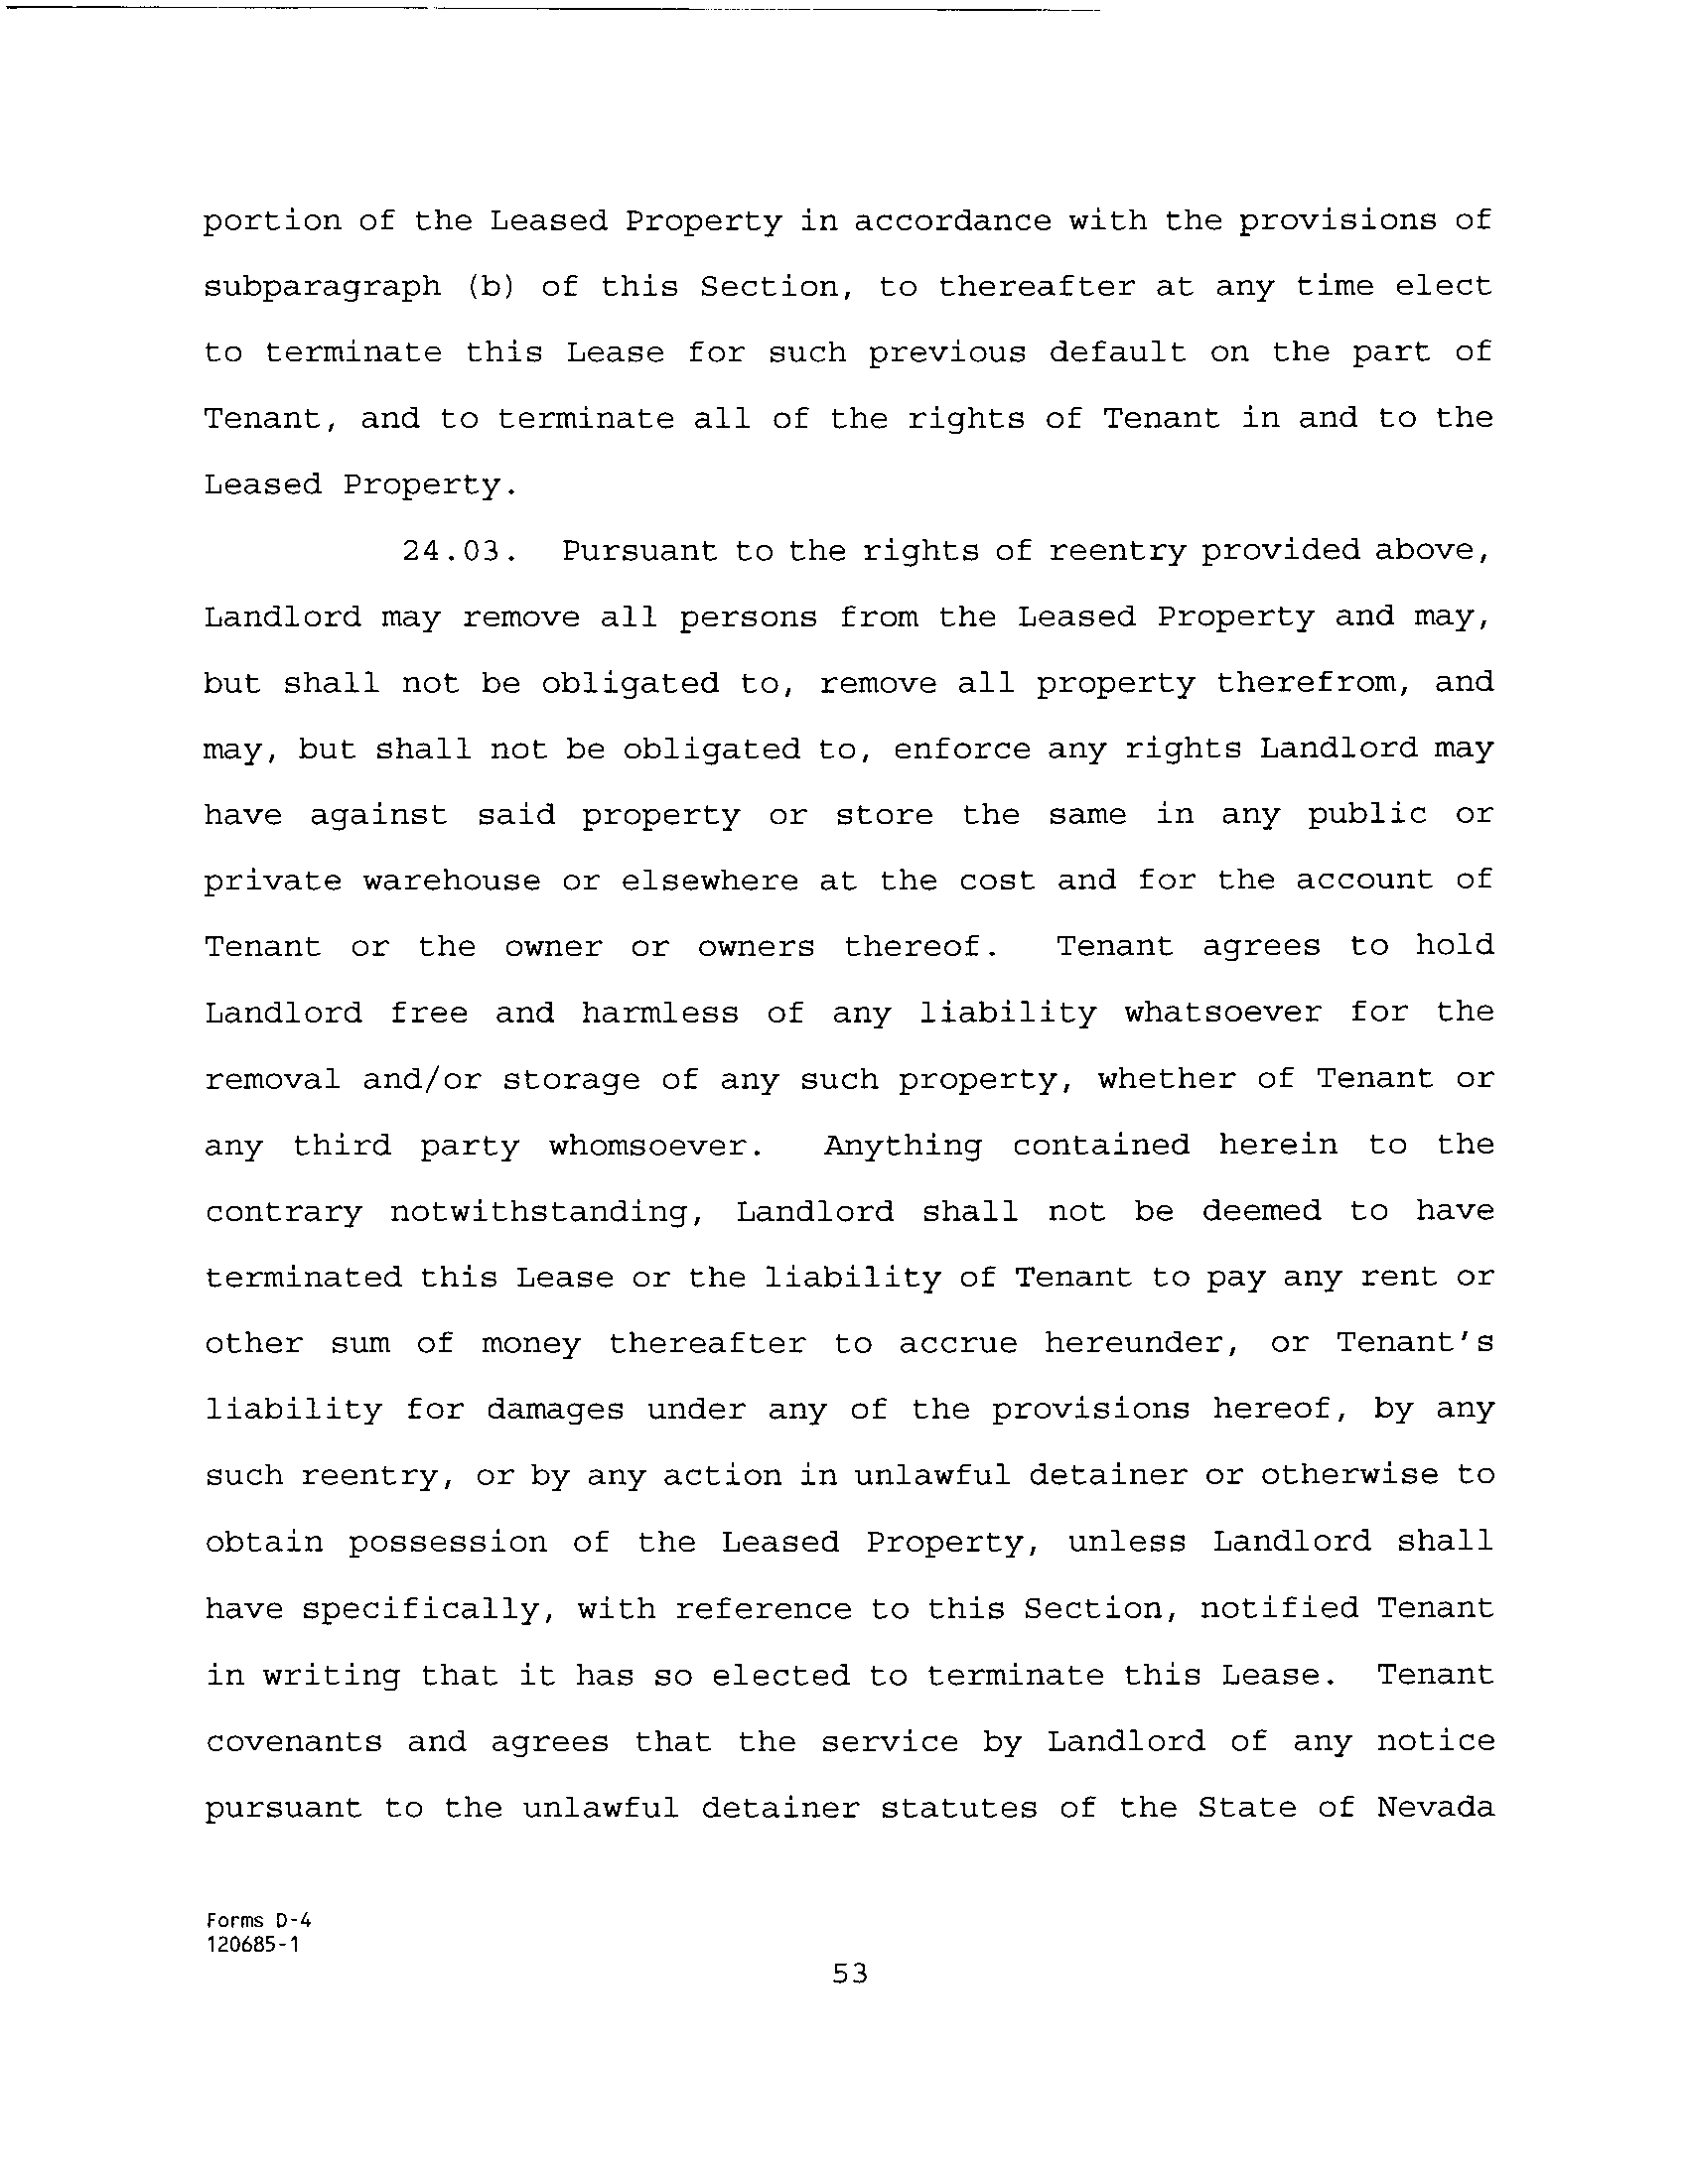 portion of the Leased Property in accordance with the provisions of
subparagraph (b) of this Section, to thereafter at any time elect
to terminate this Lease for such previous default on the part of
Tenant, and to terminate all of the rights of Tenant in and to the
Leased Property.
24.03. Pursuant to the rights of reentry provided above,
Landlord may remove all persons from the Leased Property and may,
but shall not be obligated to, remove all property therefrom, and
may, but shall not be obligated to, enforce any rights Landlord may
have against said property or store the same in any public or
private warehouse or elsewhere at the cost and for the account of
Tenant or the owner or owners thereof. Tenant agrees to hold
Landlord free and harmless of any liability whatsoever for the
removal and/or storage of any such property, whether of Tenant or
any third party whomsoever. Anything contained herein to the
contrary notwithstanding, Landlord shall not be deemed to have
terminated this Lease or the liability of Tenant to pay any rent or
other sum of money thereafter to accrue hereunder, or Tenant's
liability for damages under any of the provisions hereof, by any
such reentry, or by any action in unlawful detainer or otherwise to
obtain possession of the Leased Property, unless Landlord shall
have specifically, with reference to this Section, notified Tenant
in writing that it has so elected to terminate this Lease. Tenant
covenants and agrees that the service by Landlord of any notice
pursuant to the unlawful detainer statutes of the State of Nevada
Forms D-4
120685-1
53